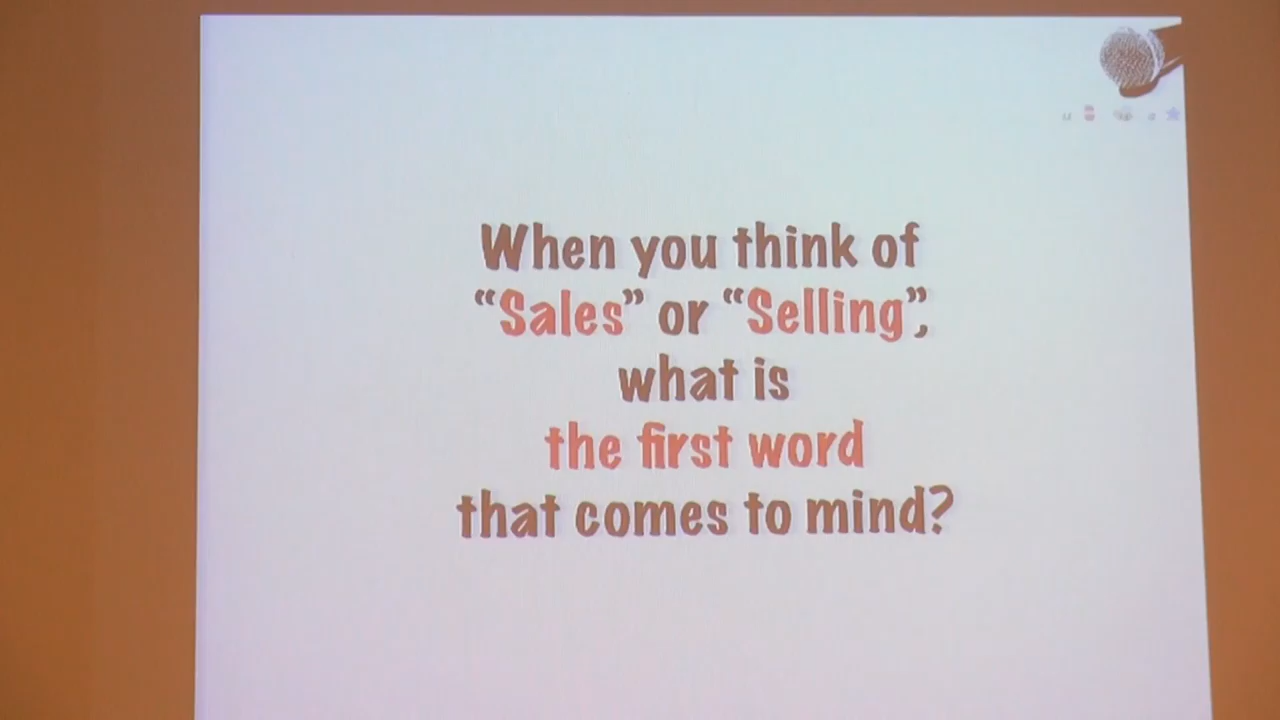 When you think of
“Sales” or “Selling”,
what is
the first word
that comes to mind?